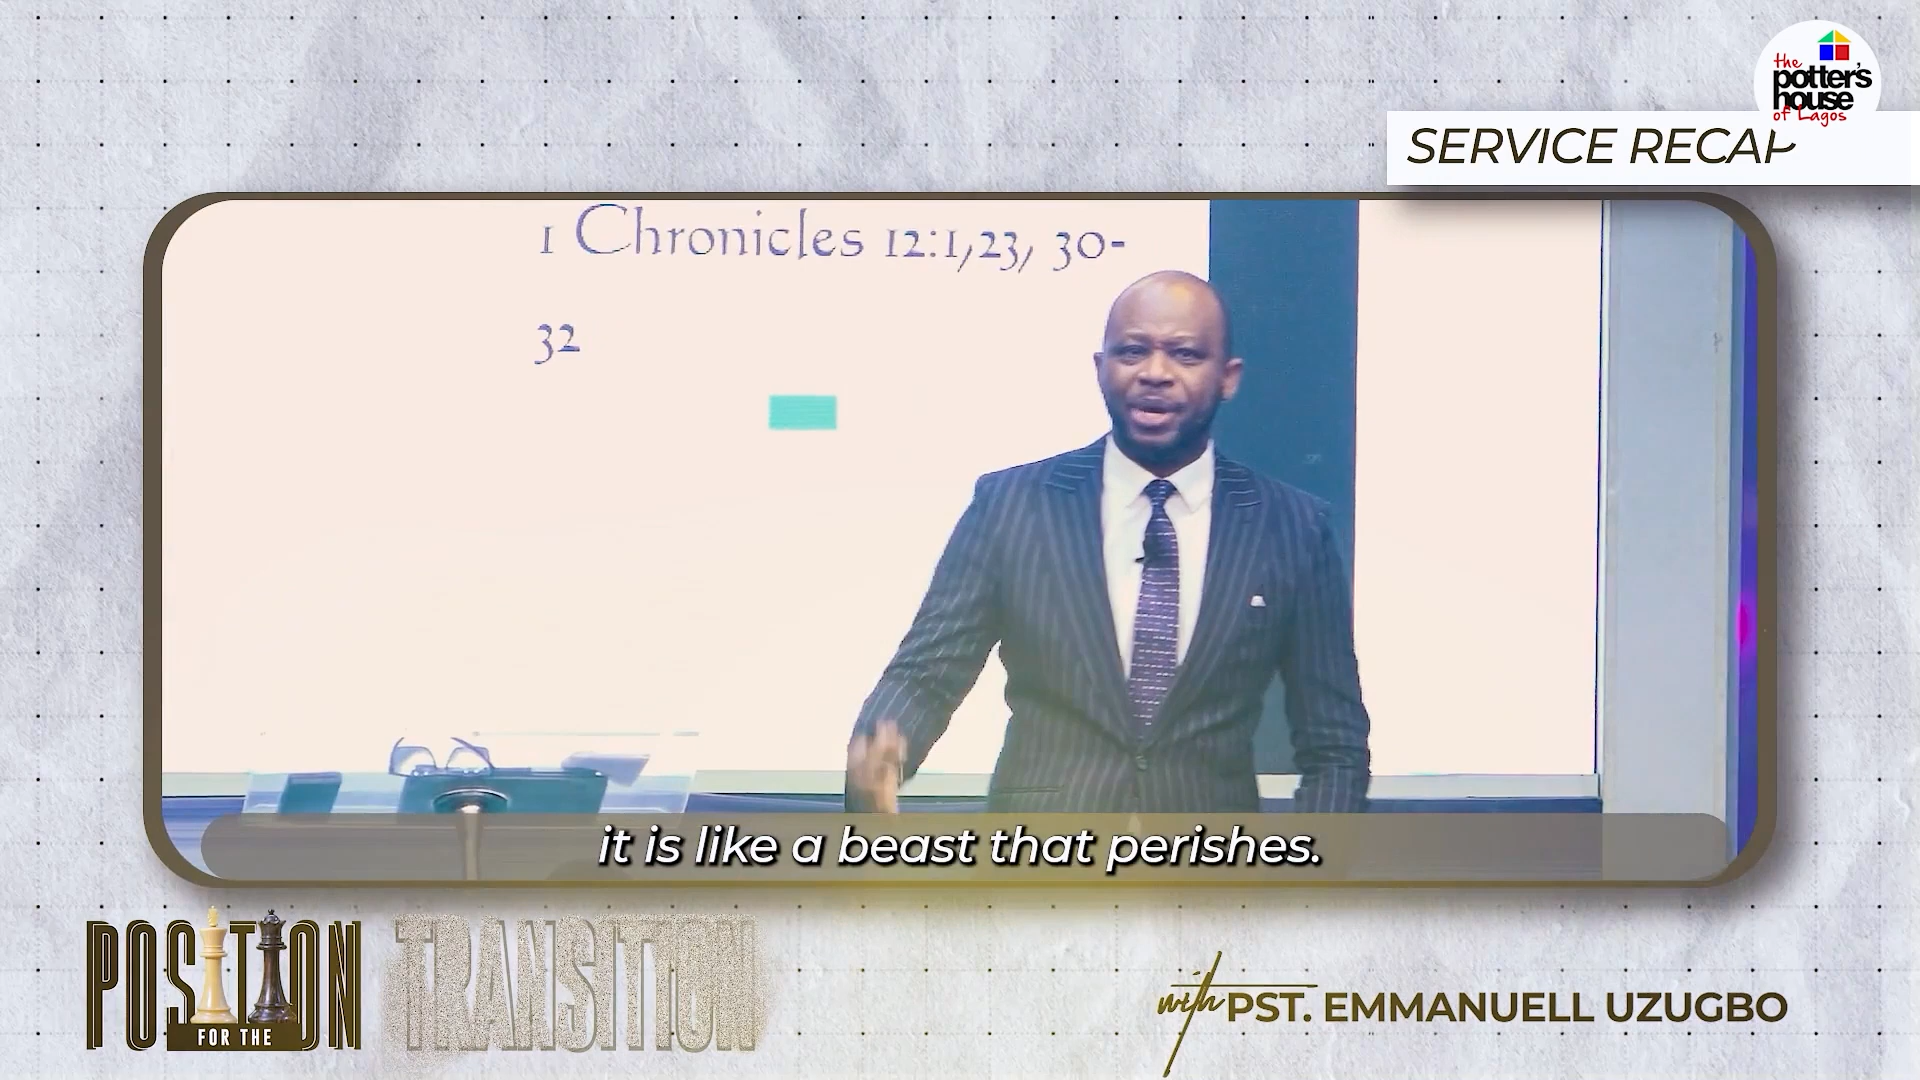 the
potter's
house
of Lagos
SERVICE RECAP
1 Chronicles 12:1,23, 30-
32
it is like a beast that perishes.
POSITION
FOR THE
TRANSITION
with PST. EMMANUELL UZUGBO